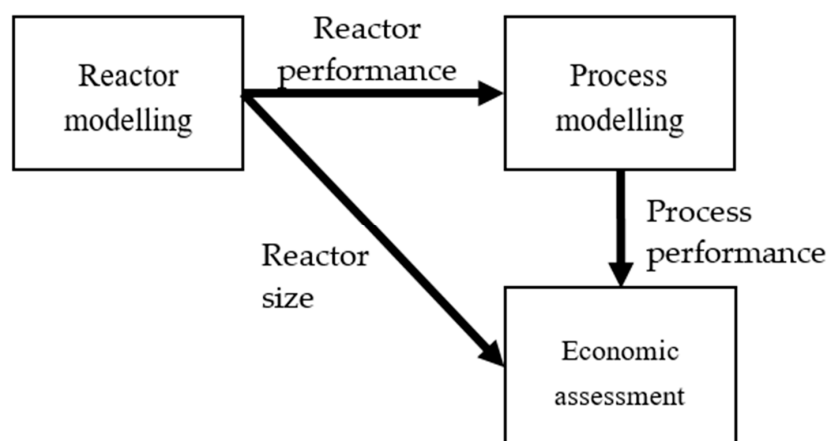 Reactor
modelling
Reactor
performance
Process
modelling
Reactor
size
Process
performance
Economic
assessment